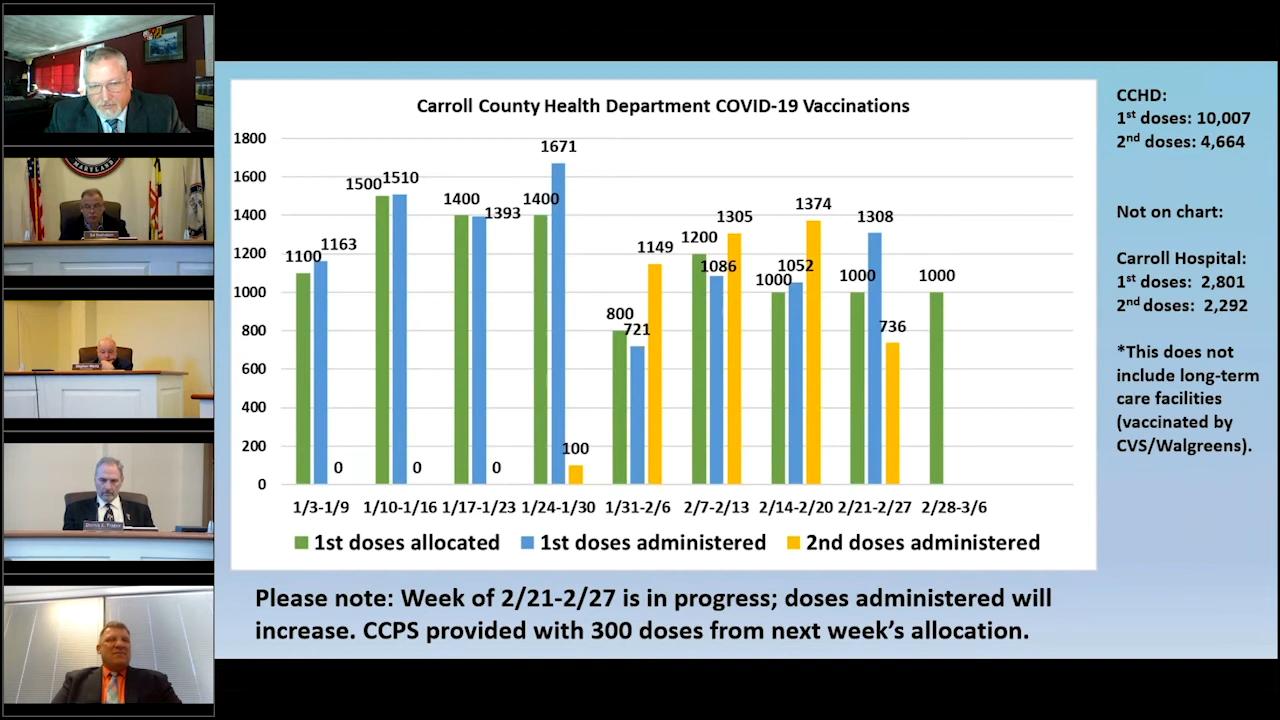 Carroll County Health Department COVID-19 Vaccinations
1800
1600
1400
1200
1000
800
600
400
200
0
1100
1163
0
1500
1510
0
1400
1393
0
1400
1671
100
800
721
1149
1200
1086
1305
1000
1052
1374
1000
1308
736
1000
1/3-1/9 1/10-1/16 1/17-1/23 1/24-1/30 1/31-2/6 2/7-2/13 2/14-2/20 2/21-2/27 2/28-3/6
1st doses allocated 1st doses administered 2nd doses administered
Please note: Week of 2/21-2/27 is in progress; doses administered will
increase. CCPS provided with 300 doses from next week's allocation.
CCHD:
1st doses: 10,007
2nd doses: 4,664
Not on chart:
Carroll Hospital:
1st doses: 2,801
2nd doses: 2,292
*This does not
include long-term
care facilities
(vaccinated by
CVS/Walgreens).
MARYLAND